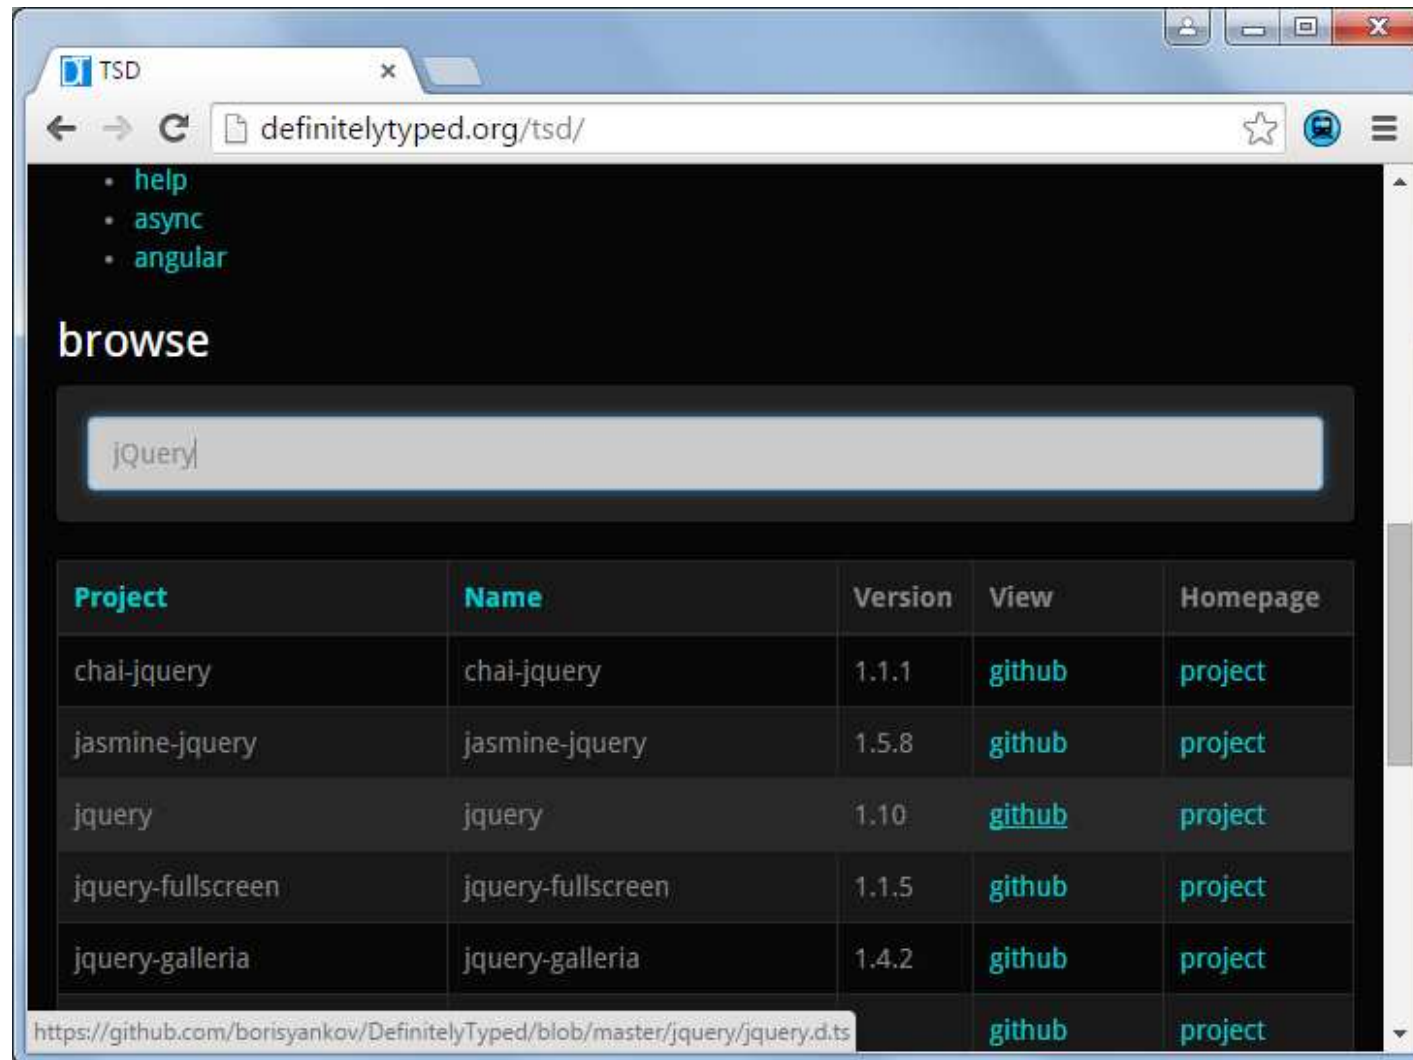 TSD
definitelytyped.org/tsd/
help
async
angular
browse
jQuery
Project Name Version View Homepage
chai-jquery chai-jquery 1.1.1 github project
jasmine-jquery jasmine-jquery 1.5.8 github project
jquery jquery 1.10 github project
jquery-fullscreen jquery-fullscreen 1.1.5 github project
jquery-galleria jquery-galleria 1.4.2 github project
github project
https://github.com/borisyankov/DefinitelyTyped/blob/master/jquery/jquery.d.ts